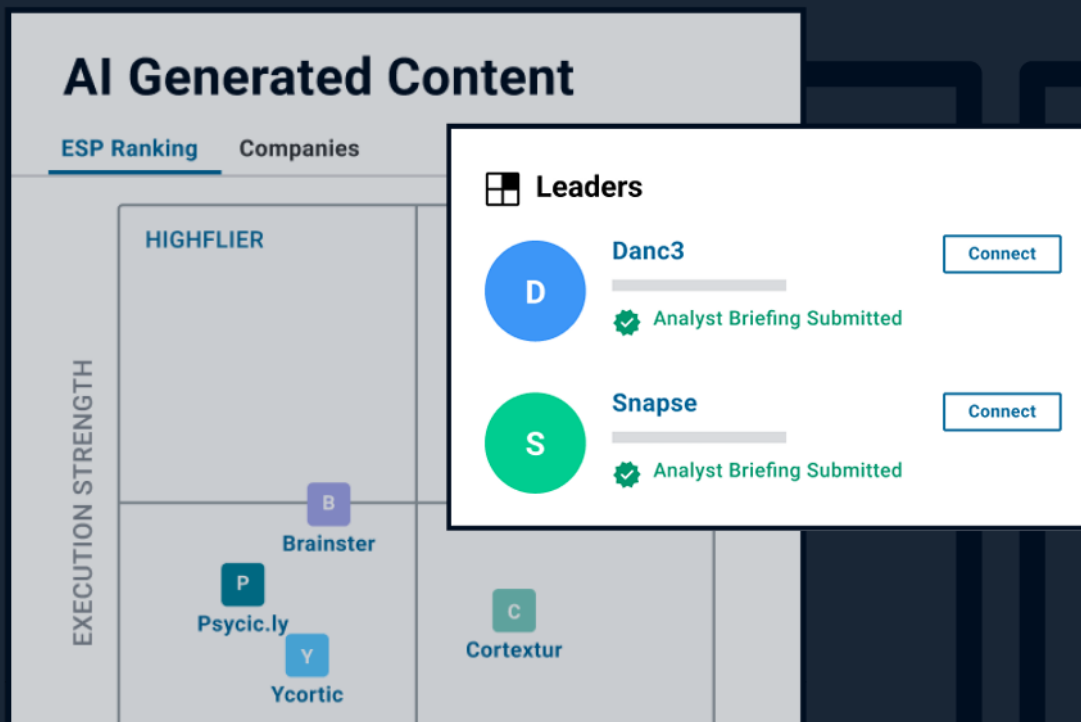 AI Generated Content
ESP Ranking
Companies
HIGHFLIER
EXECUTION STRENGTH
B
Brainster
P
Psycic.ly
Y
Ycortic
C
Cortextur
Leaders
D
Danc3
Connect
Analyst Briefing Submitted
S
Snapse
Connect
Analyst Briefing Submitted